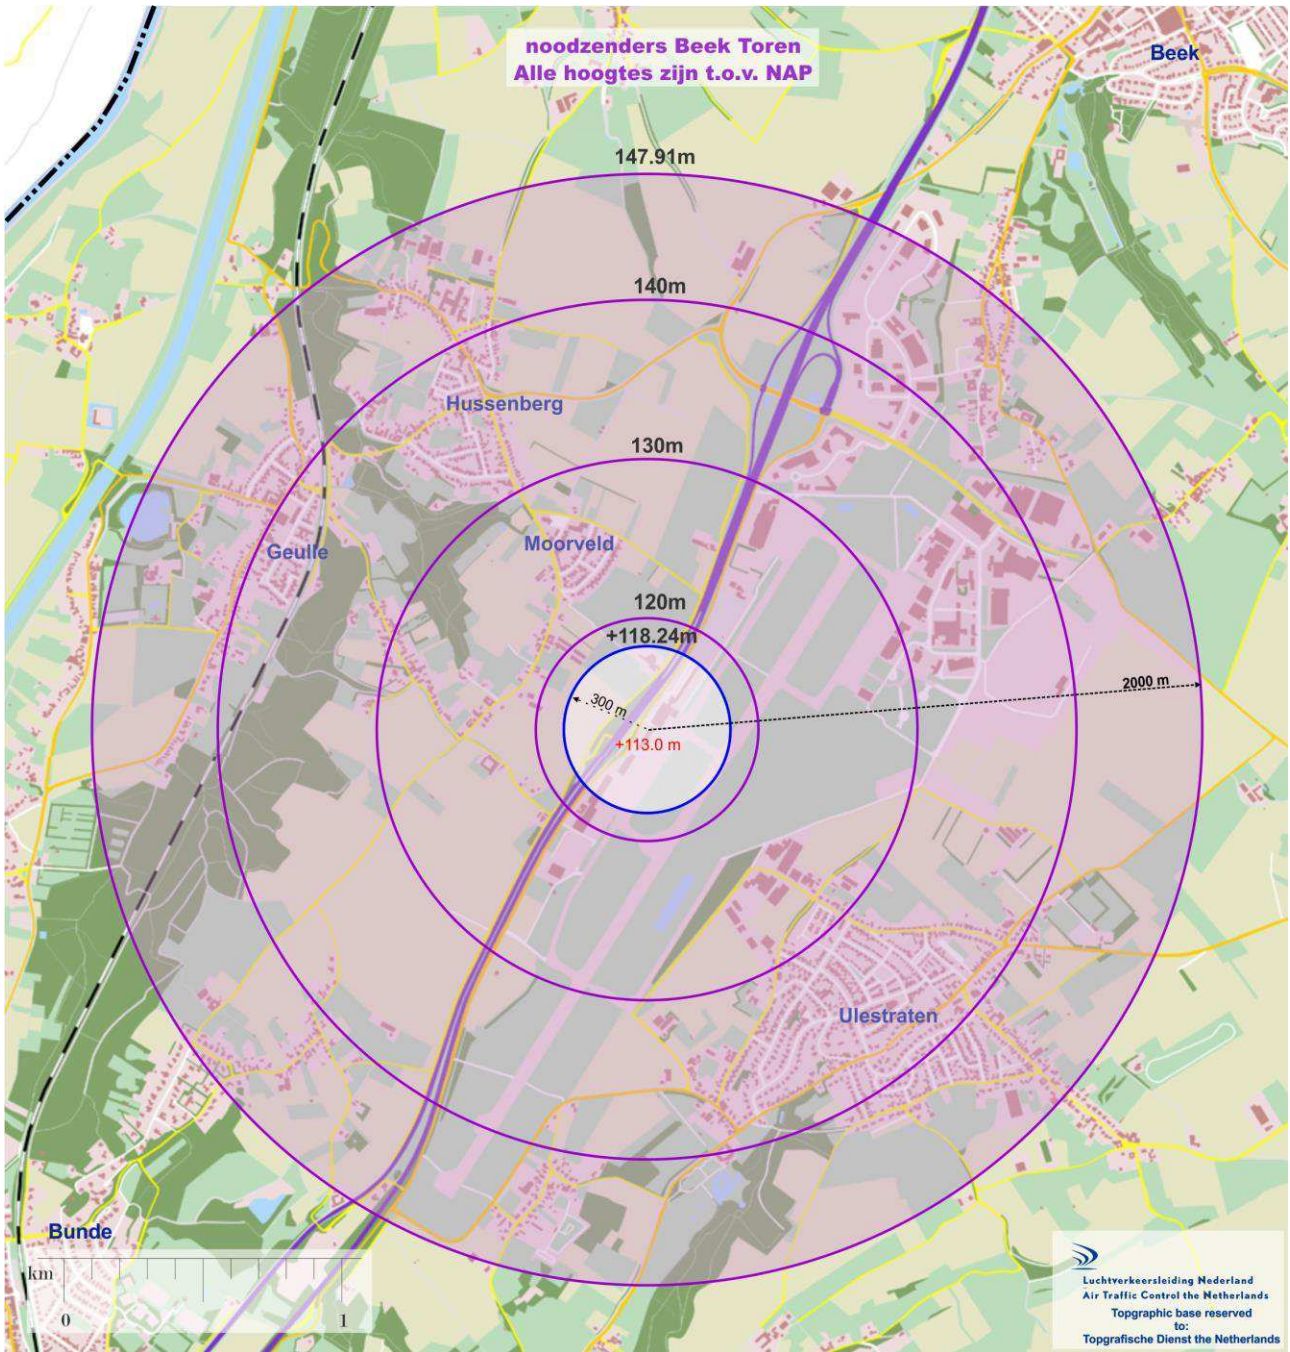 noodzenders Beek Toren
Alle hoogtes zijn t.o.v. NAP
Beek
147.91m
140m
Hussenberg
130m
Moorveld
Geulle
120m
+118.24m
2000 m
300 m
+113.0 m
Ulestraten
Bunde
km
0
1
Luchtverkeersleiding Nederland
Air Traffic Control the Netherlands
Topgraphic base reserved
to:
Topgrafische Dienst the Netherlands